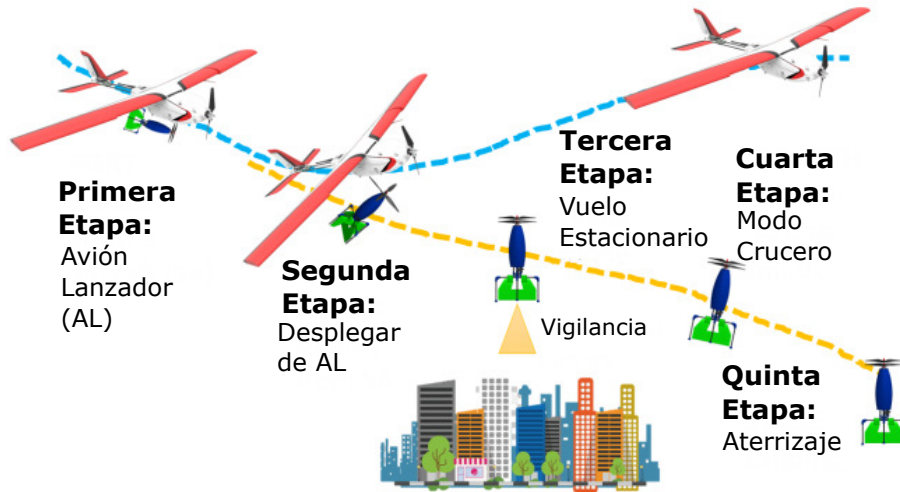 Primera
Etapa:
Avión
Lanzador
(AL)
Segunda
Etapa:
Desplegar
de AL
Tercera
Etapa:
Vuelo
Estacionario
Vigilancia
Cuarta
Etapa:
Modo
Crucero
Quinta
Etapa:
Aterrizaje